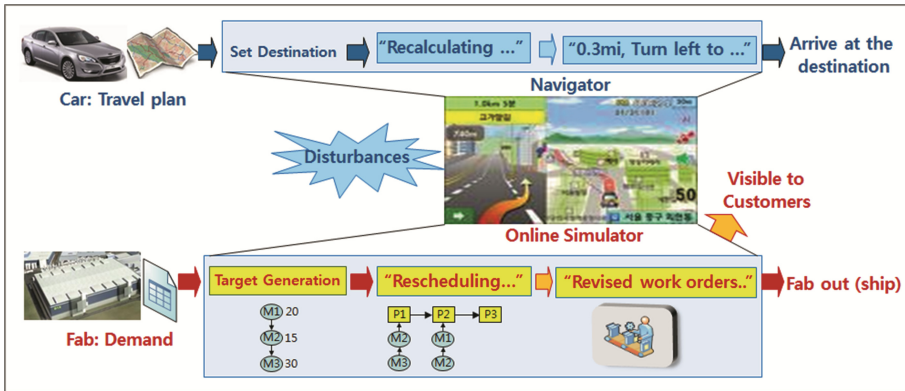 Set Destination
"Recalculating ..."
"0.3mi, Turn left to ..."
Arrive at the
destination
Car: Travel plan
Navigator
1.0km 5분
Disturbances
50
Visible to
Customers
Online Simulator
Target Generation
"Rescheduling..."
"Revised work orders.."
Fab out (ship)
Fab: Demand
M1 20
M2 15
M3 30
P1
P2
P3
M2
M1
M3
M2